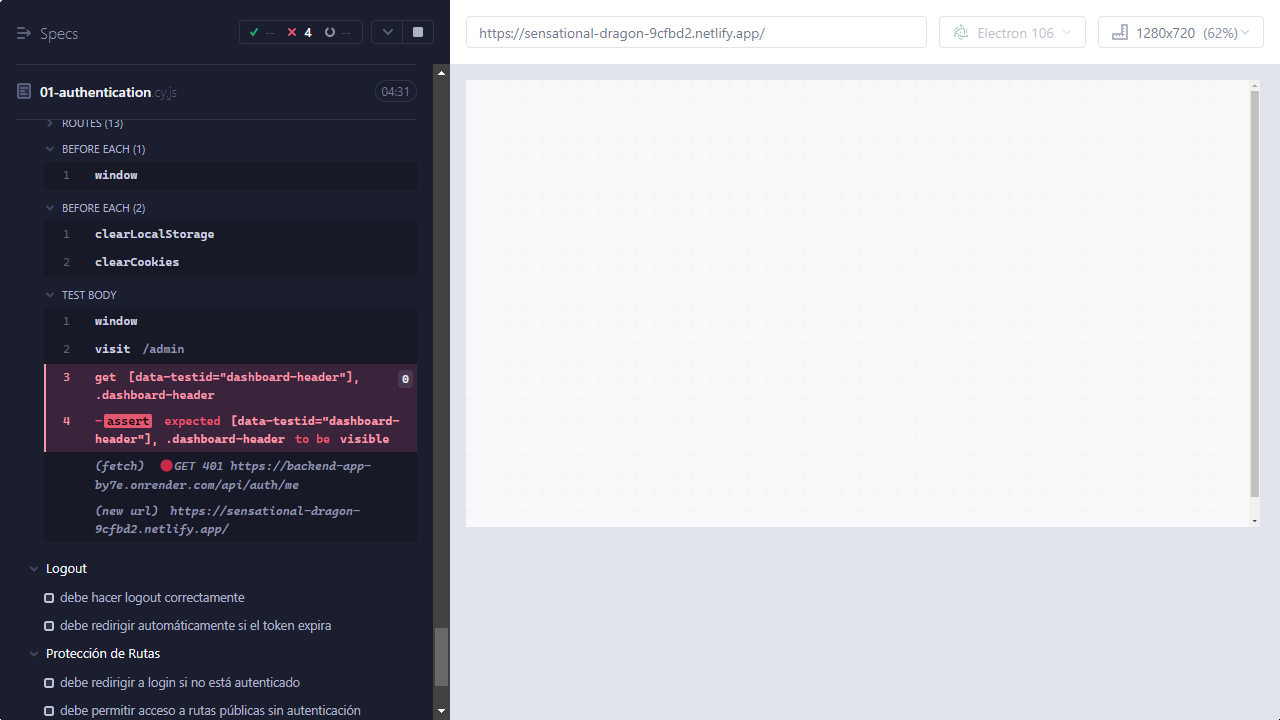 Specs
-- 4 --
https://sensational-dragon-9cfbd2.netlify.app/
Electron 106
1280x720 (62%)
01-authentication.cy.js
04:31
ROUTES (13)
BEFORE EACH (1)
1 window
BEFORE EACH (2)
1 clearLocalStorage
2 clearCookies
TEST BODY
1 window
2 visit /admin
3 get [data-testid="dashboard-header"], 0
.dashboard-header
4 -assert expected [data-testid="dashboard-
header"], .dashboard-header to be visible
(fetch) GET 401 https://backend-app-
by7e.onrender.com/api/auth/me
(new url) https://sensational-dragon-
9cfbd2.netlify.app/
Logout
debe hacer logout correctamente
debe redirigir automáticamente si el token expira
Protección de Rutas
debe redirigir a login si no está autenticado
debe permitir acceso a rutas públicas sin autenticación